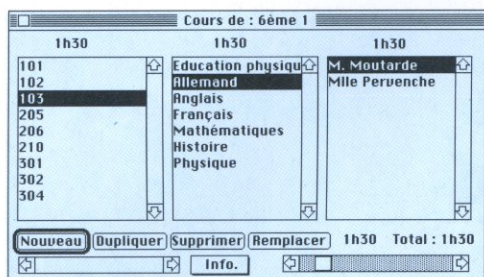 Cours de : 6ème 1
1h30 1h30 1h30
101
102
103
205
206
210
301
302
304
Education physiqu
Allemand
Anglais
Français
Mathématiques
Histoire
Physique
M. Moutarde
Mlle Pervenche
Nouveau Dupliquer Supprimer Remplacer 1h30 Total : 1h30
Info.